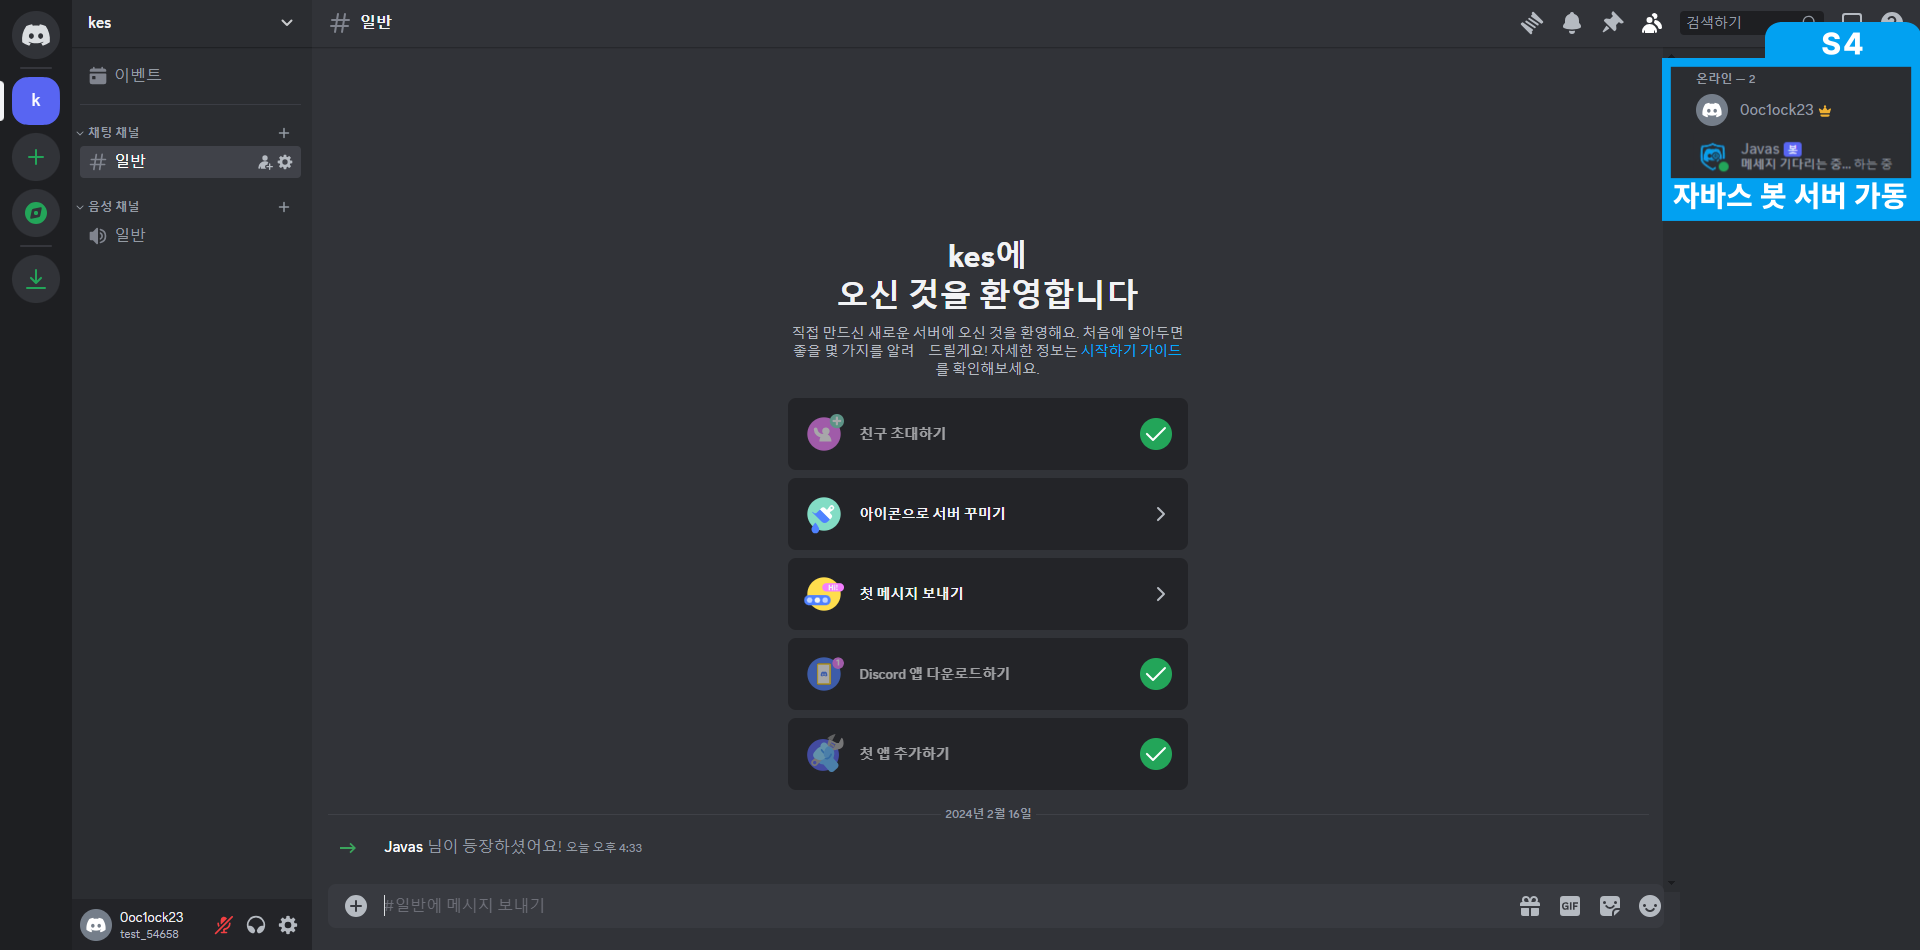 kes
일반
검색하기
k
이벤트
채팅 채널
일반
음성 채널
일반
kes에
오신 것을 환영합니다
직접 만드신 새로운 서버에 오신 것을 환영해요. 처음에 알아두면
좋을 몇 가지를 알려 드릴게요! 자세한 정보는 시작하기 가이드
를 확인해보세요.
친구 초대하기
아이콘으로 서버 꾸미기
첫 메시지 보내기
Discord 앱 다운로드하기
첫 앱 추가하기
2024년 2월 16일
Javas 님이 등장하셨어요! 오늘 오후 4:33
#일반에 메시지 보내기
GIF
0oc1ock23
test_54658
S4
온라인 — 2
0oc1ock23
Javas 봇
메세지 기다리는 중... 하는 중
자바스 봇 서버 가동